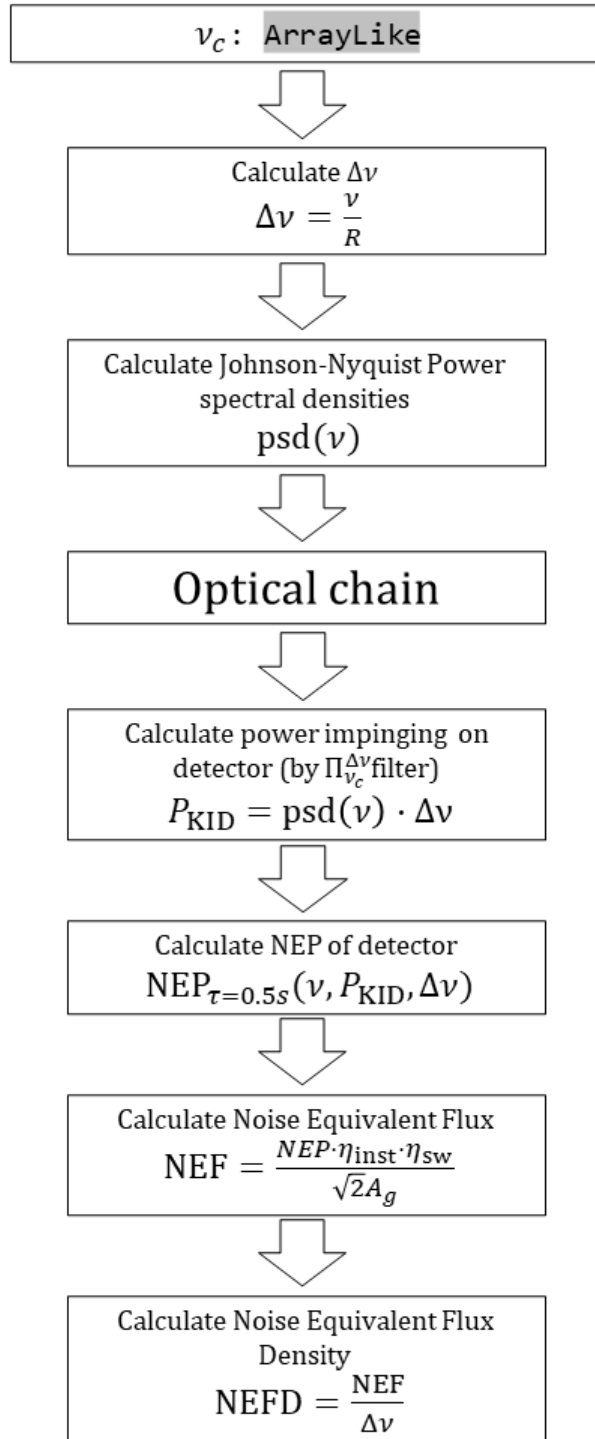 ν_c: ArrayLike
Calculate Δν
Δν = ν/R
Calculate Johnson-Nyquist Power
spectral densities
psd(ν)
Optical chain
Calculate power impinging on
detector (by Π_{ν_c}^{Δν} filter)
P_KID = psd(ν) · Δν
Calculate NEP of detector
NEP_{τ=0.5s}(ν, P_KID, Δν)
Calculate Noise Equivalent Flux
NEF = NEP·η_inst·η_sw / √2A_g
Calculate Noise Equivalent Flux
Density
NEFD = NEF/Δν